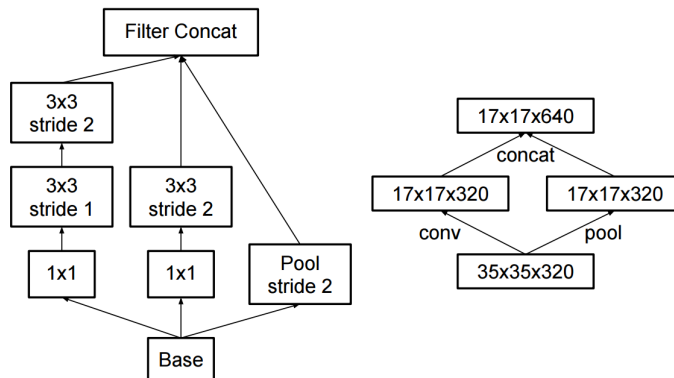 Filter Concat
3x3
stride 2
3x3
stride 1
3x3
stride 2
1x1
1x1
Pool
stride 2
Base
17x17x640
concat
17x17x320
17x17x320
conv
pool
35x35x320